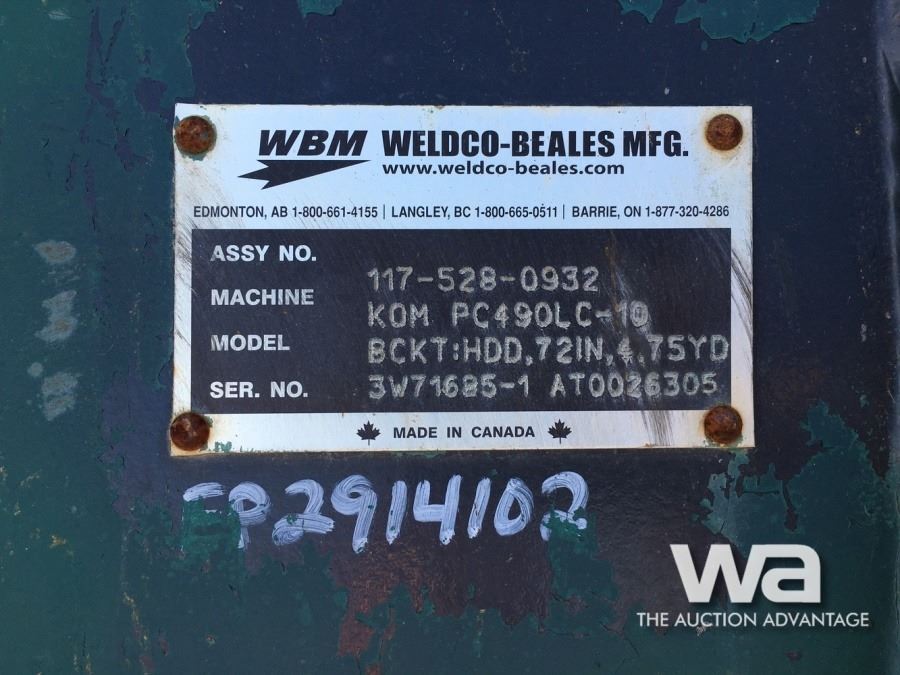 WBM WELDCO-BEALES MFG.
www.weldco-beales.com
EDMONTON, AB 1-800-661-4155 | LANGLEY, BC 1-800-665-0511 | BARRIE, ON 1-877-320-4286
ASSY NO. 117-528-0932
MACHINE KOM PC490LC-10
MODEL BCKT:HDD,72IN,4.75YD
SER. NO. 3W71685-1 AT0026305
MADE IN CANADA
wa
THE AUCTION ADVANTAGE